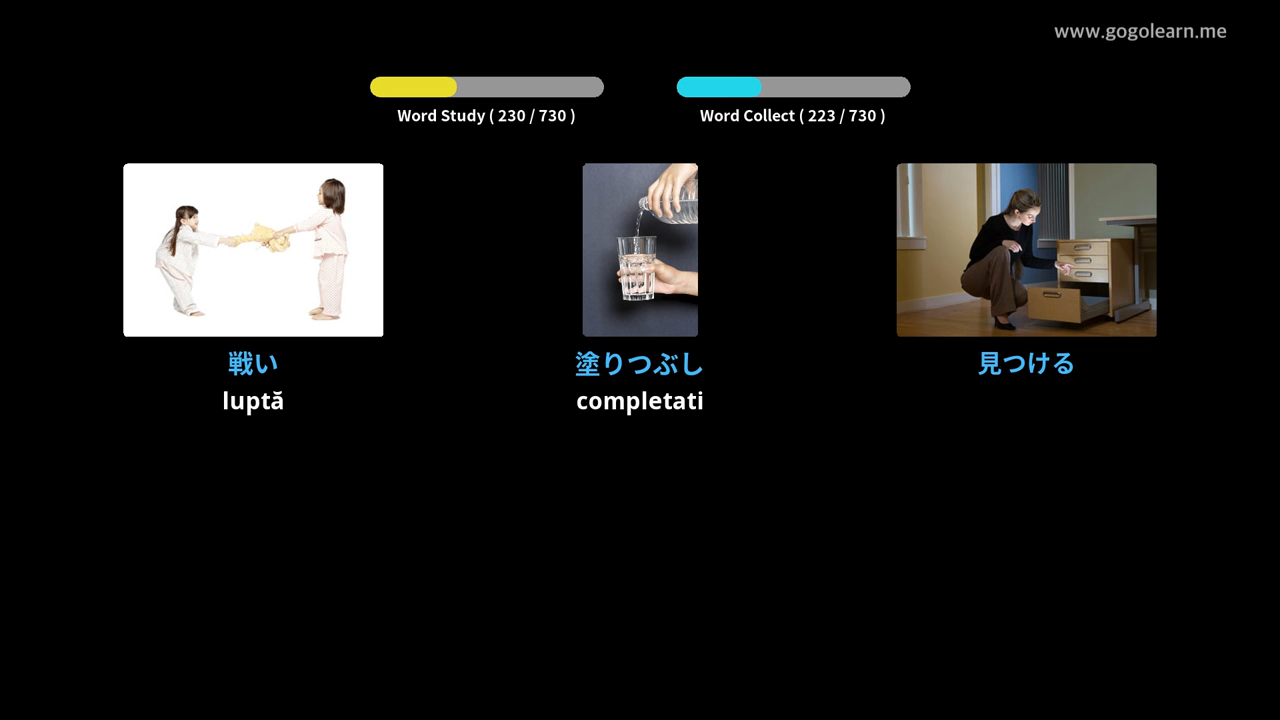 www.gogolearn.me
Word Study ( 230 / 730 )
Word Collect ( 223 / 730 )
戦い
luptă
塗りつぶし
completati
見つける